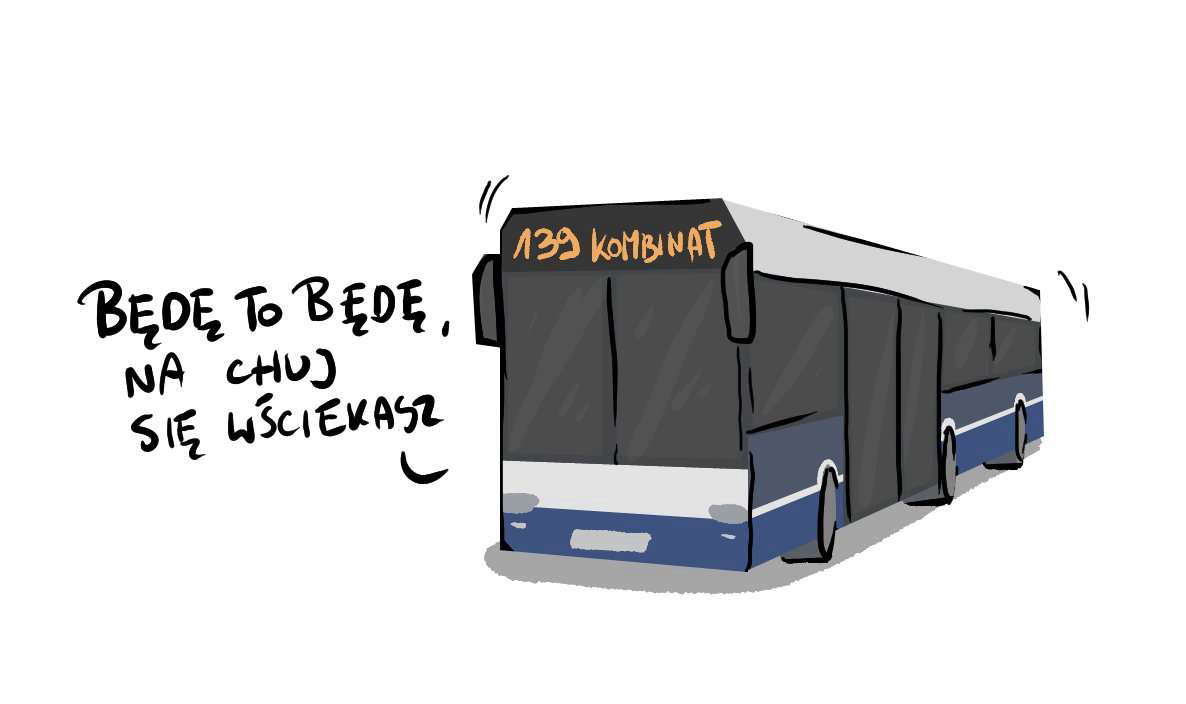 139 KOMBINAT
BĘDĘ TO BĘDĘ,
NA CHUJ
SIĘ WŚCIEKASZ